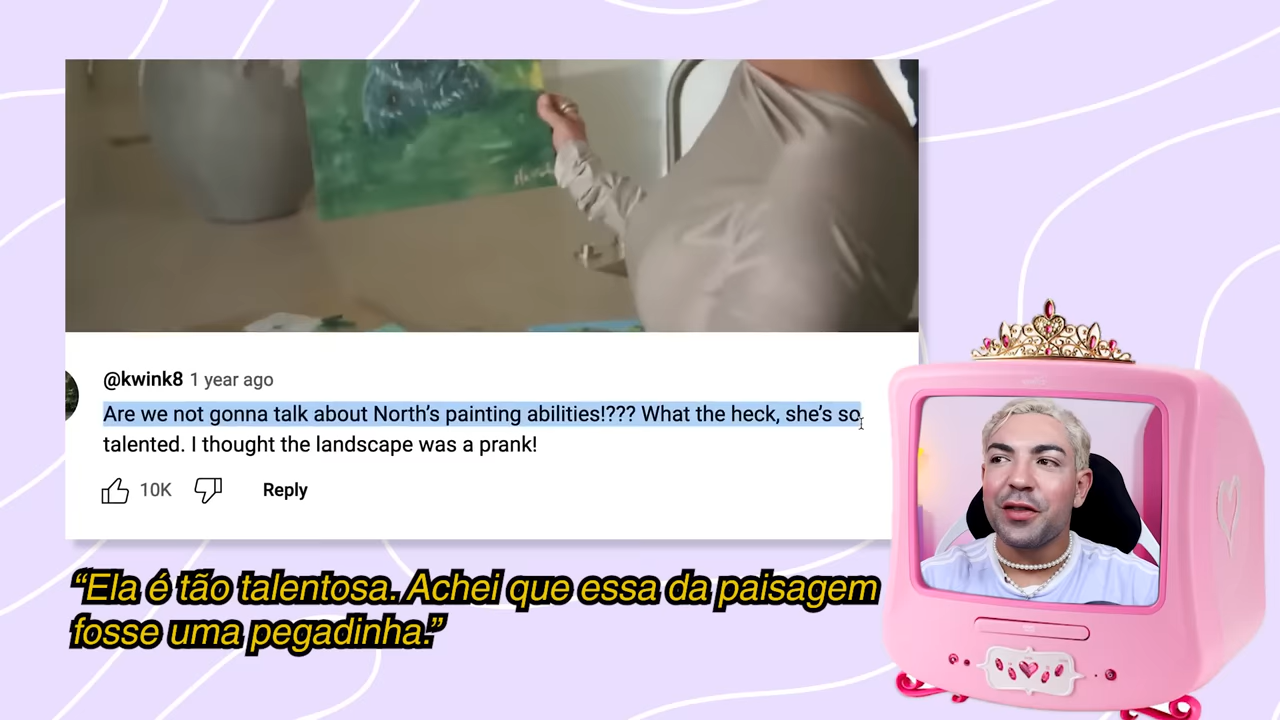 @kwink8 1 year ago
Are we not gonna talk about North's painting abilities!??? What the heck, she's so
talented. I thought the landscape was a prank!
10K Reply
“Ela é tão talentosa. Achei que essa da paisagem
fosse uma pegadinha.”